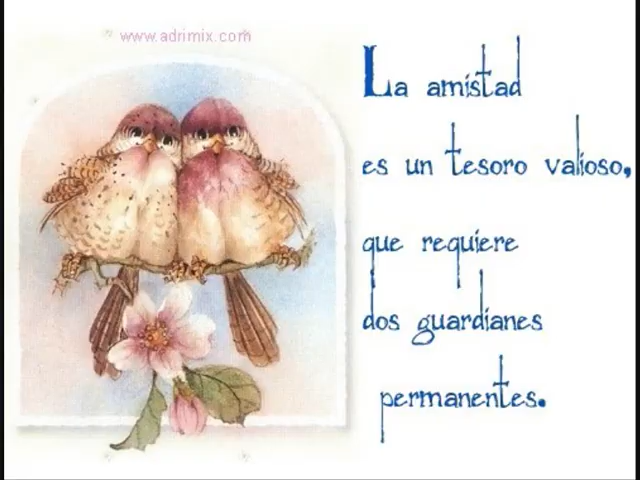 www.adrimix.com
La amistad
es un tesoro valioso,
que requiere
dos guardianes
permanentes.